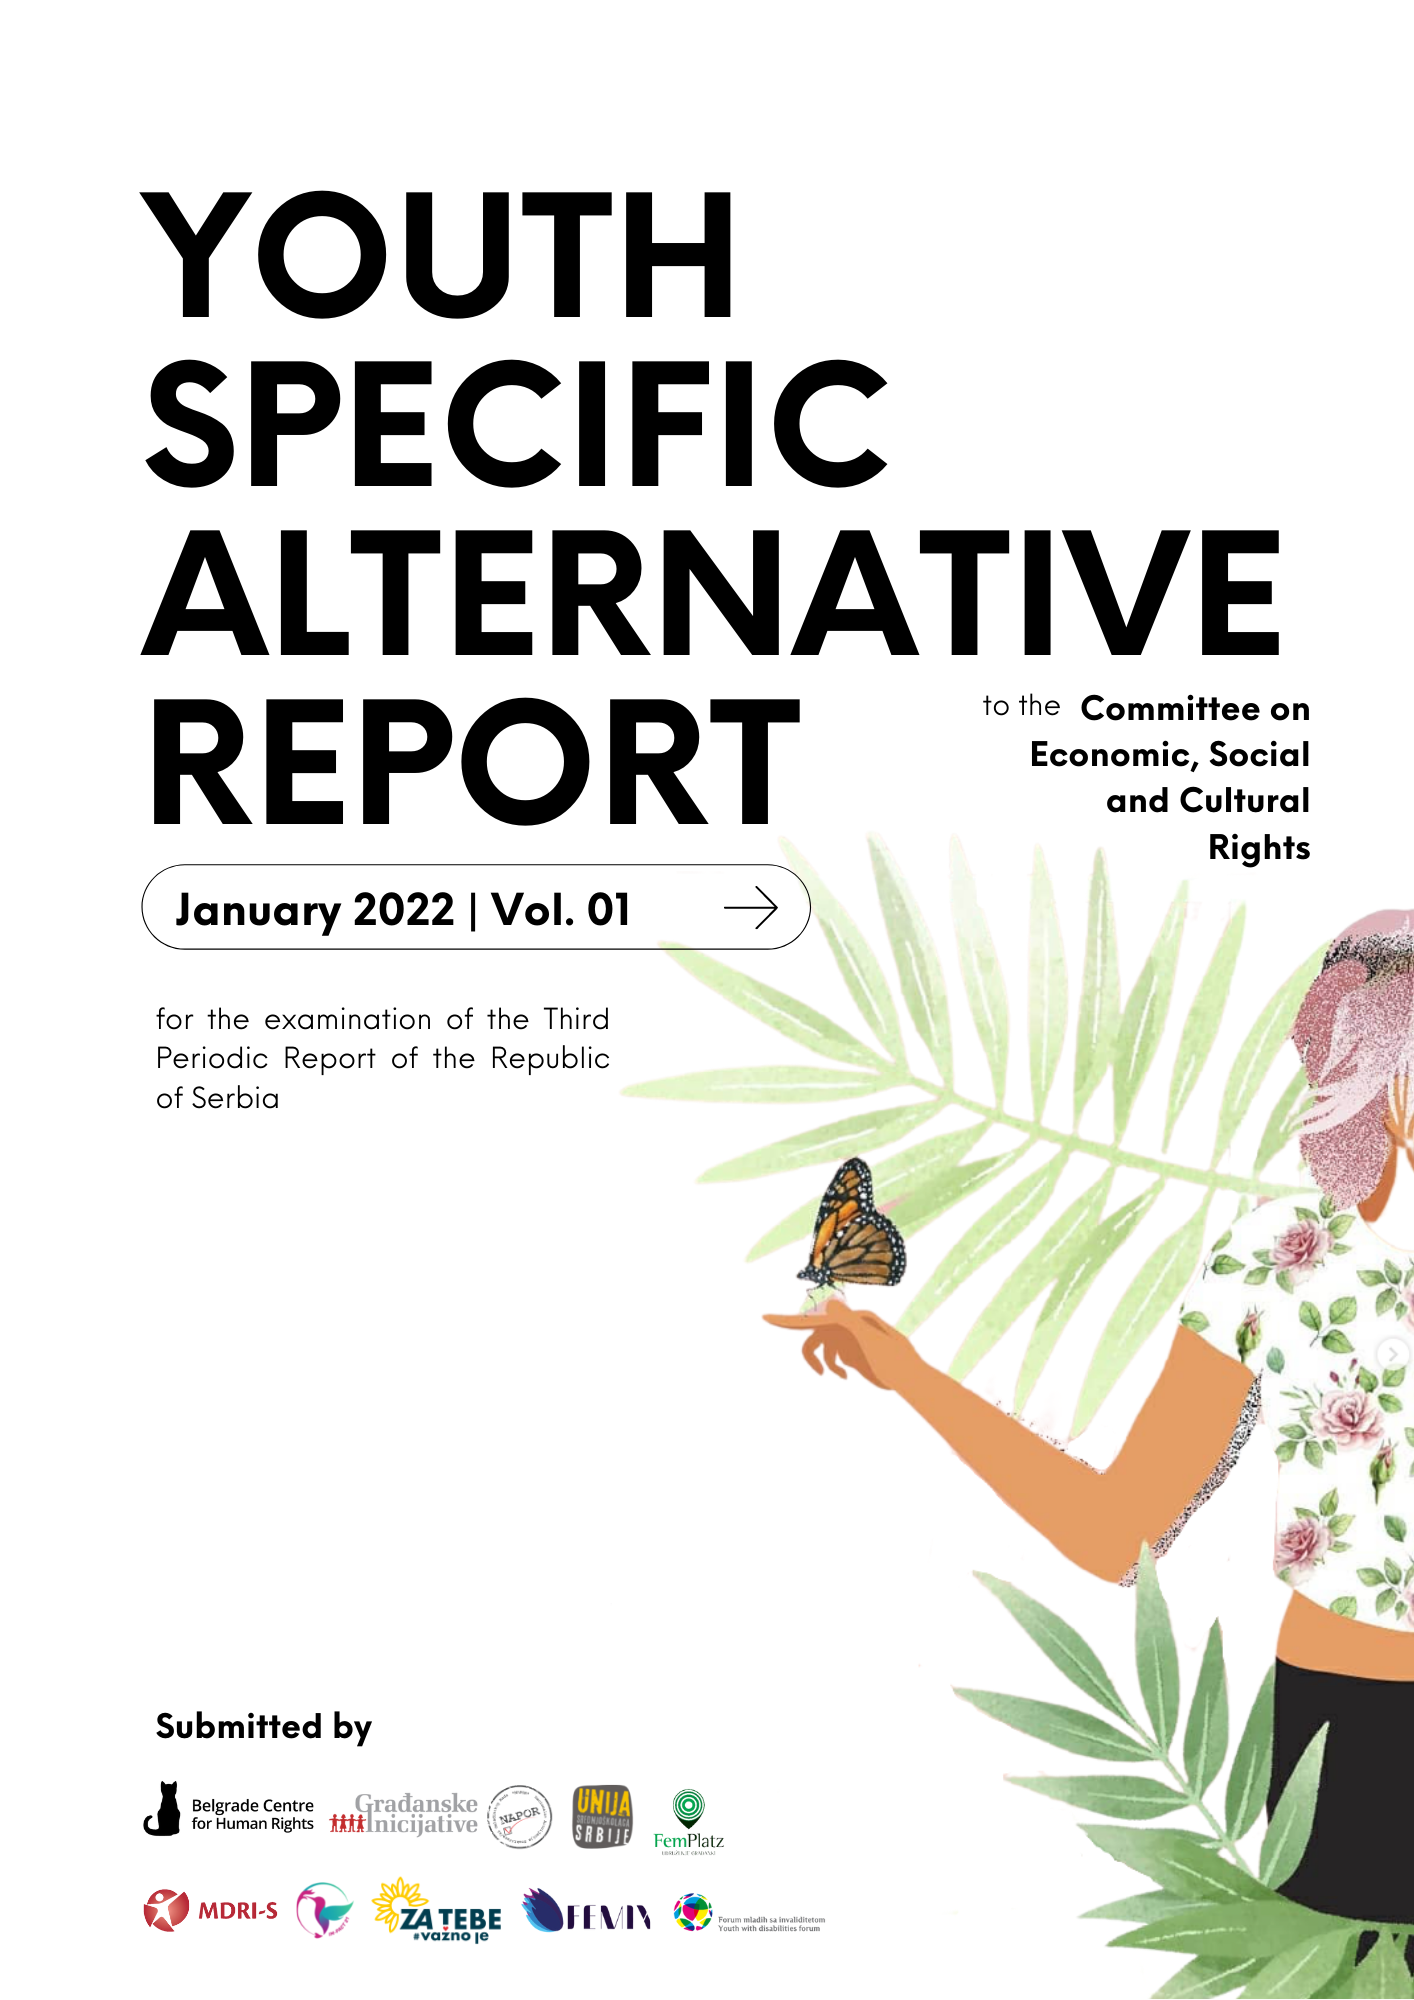 YOUTH
SPECIFIC
ALTERNATIVE
REPORT
to the Committee on
Economic, Social
and Cultural
Rights
January 2022 | Vol. 01
for the examination of the Third
Periodic Report of the Republic
of Serbia
Submitted by
Belgrade Centre
for Human Rights
Građanske
Inicijative
NAPOR
UNIJA
SREDNJOŠKOLACA
SRBIJE
FemPlatz
UDRUŽENJE GRAĐANKI
MDRI-S
ZA TEBE
#važno je
FEMIX
Forum mladih sa invaliditetom
Youth with disabilities forum